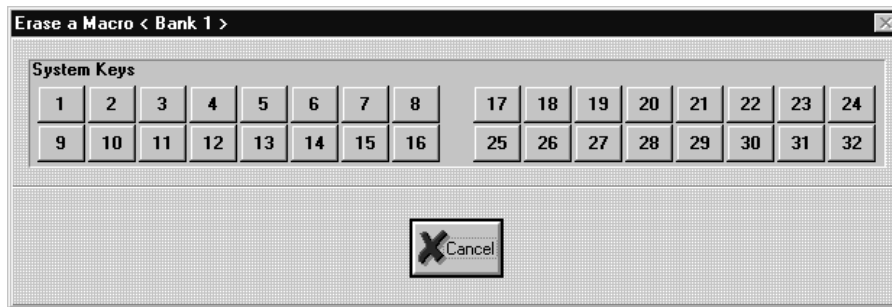 Erase a Macro < Bank 1 >
System Keys
1 2 3 4 5 6 7 8 17 18 19 20 21 22 23 24
9 10 11 12 13 14 15 16 25 26 27 28 29 30 31 32
Cancel